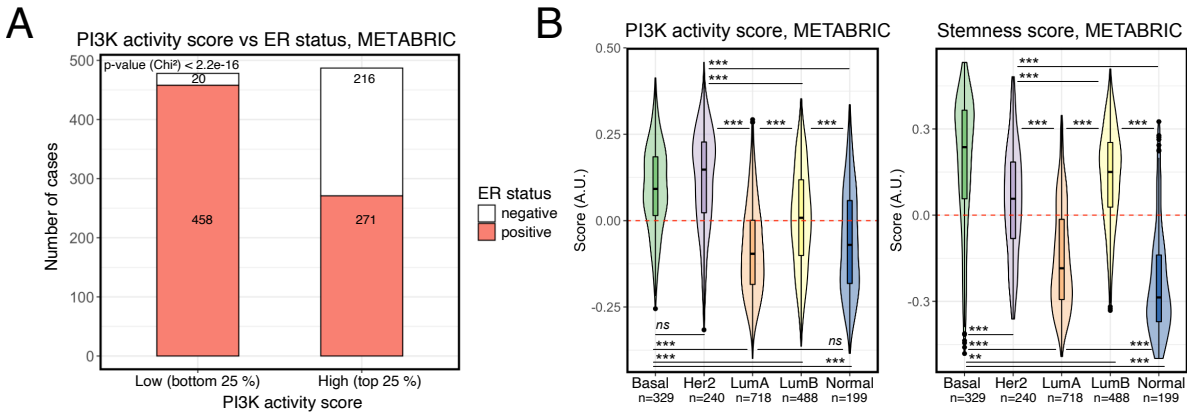 A
PI3K activity score vs ER status, METABRIC
p-value (Chi²) < 2.2e-16
500
400
300
200
100
0
Number of cases
20
458
216
271
Low (bottom 25 %)
High (top 25 %)
PI3K activity score
ER status
negative
positive
B
PI3K activity score, METABRIC
Score (A.U.)
0.50
0.25
0.00
-0.25
***
***
*** *** ***
ns
*** ns
*** ***
Basal Her2 LumA LumB Normal
n=329 n=240 n=718 n=488 n=199
Stemness score, METABRIC
Score (A.U.)
0.3
0.0
-0.3
***
***
*** *** ***
***
*** ***
** ***
Basal Her2 LumA LumB Normal
n=329 n=240 n=718 n=488 n=199